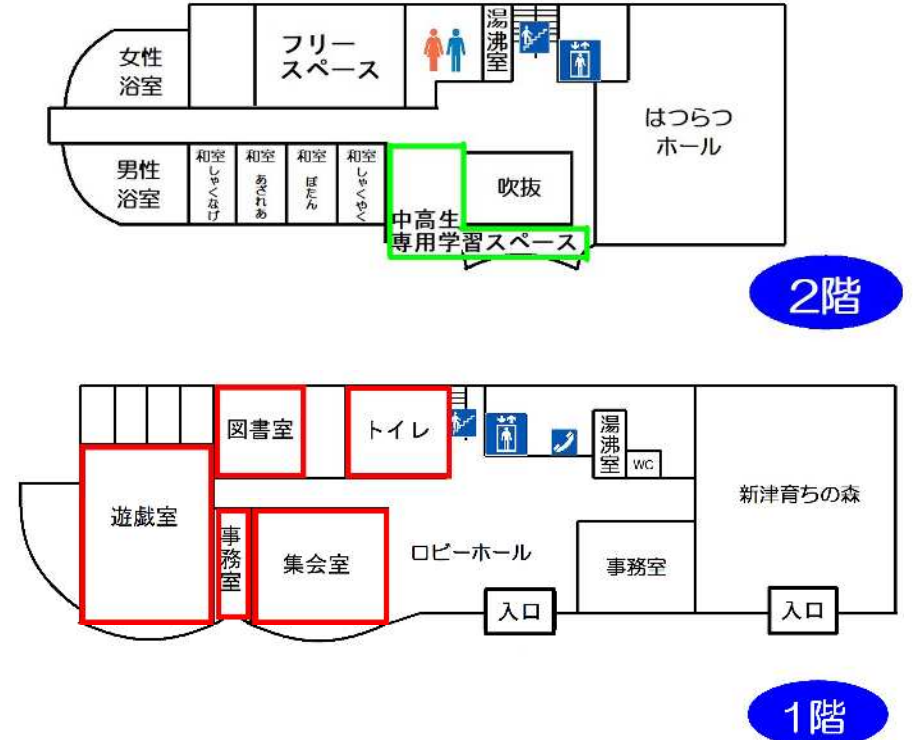 女性
浴室
フリー
スペース
湯沸室
はつらつ
ホール
男性
浴室
和室 しゃくなげ
和室 あざれあ
和室 ぼたん
和室 しゃくやく
吹抜
中高生
専用学習スペース
2階
図書室
トイレ
湯沸室
WC
新津育ちの森
遊戯室
事務室
集会室
ロビーホール
事務室
入口
入口
1階